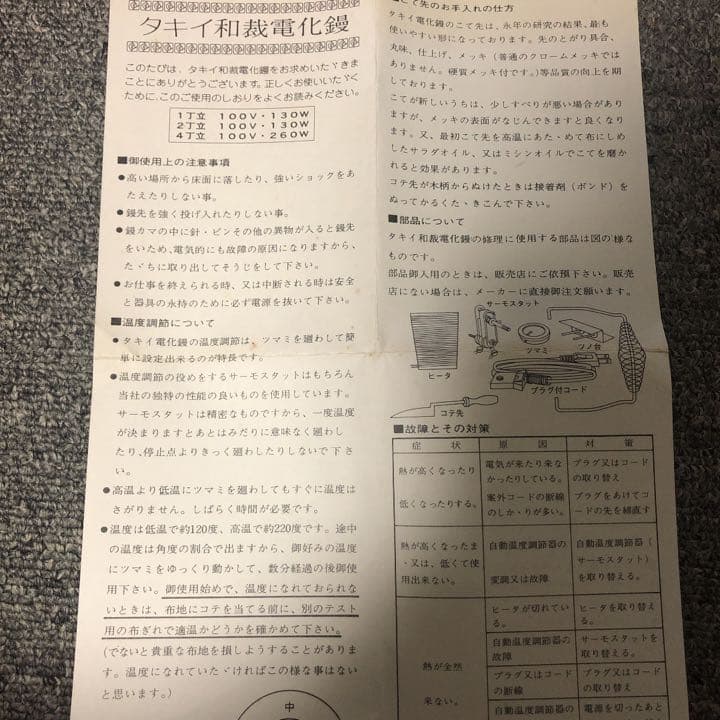 タキイ和裁電化鏝
このたびは、タキイ和裁電化鏝をお求めいたゞきま
ことにありがとうございます。正しくお使いいたゞく
ために、このご使用のしおりをよくお読みください。
1丁立 100V・130W
2丁立 100V・130W
4丁立 100V・260W
■御使用上の注意事項
●高い場所から床面に落したり、強いショックをあ
たえたりしない事。
●鏝先を強く投げ入れたりしない事。
●鏝カマの中に針・ピンその他の異物が入ると鏝先
をいため、電気的にも故障の原因になりますから、
たゞちに取り出してそうじをして下さい。
●お仕事を終えられる時、又は中断される時は安全
と器具の永持のために必ず電源を抜いて下さい。
■温度調節について
●タキイ電化鏝の温度調節は、ツマミを廻わして簡
単に設定出来るのが特長です。
●温度調節の役めをするサーモスタットはもちろん
当社の独特の性能の良いものを使用しています。
サーモスタットは精密なものですから、一度温度
が決まりますとあとはみだりに意味なく廻わし
たり、停止点よりきっく廻わしたりしないで下さ
い。
●高温より低温にツマミを廻わしてもすぐに温度は
さがりません。しばらく時間が必要です。
●温度は低温で約120度、高温で約220度です。途中
の温度は角度の割合で出ますから、御好みの温度
にツマミをゆっくり動かして、数分経過の後御使
用下さい。御使用始めで、温度になれておられな
いときは、布地にコテを当てる前に、別のテスト
用の布ぎれで適温かどうかを確かめて下さい。
(でないと貴重な布地を損しようすることがありま
す。温度になれていたゞければこの様な事はない
と思います。)
中
■こて先のお手入れの仕方
タキイ電化鏝のこて先は、永年の研究の結果、最も
使いやすい形になっております。先のとがり具合、
丸味、仕上げ、メッキ(普通のクロームメッキでは
ありません。硬質メッキ付です。)等品質の向上を期
しております。
こてが新しいうちは、少しすべりが悪い場合があり
ますが、メッキの表面がなじんできますと良くなり
ます。又、最初こて先を高温にあたゝめて布にしめ
したサラダオイル、又はミシンオイルでこてを磨か
れると効果があります。
コテ先が木柄からぬけたときは接着剤(ボンド)を
ぬってかるくたゝきこんで下さい。
■部品について
タキイ和裁電化鏝の修理に使用する部品は図の様な
ものです。
部品御入用のときは、販売店にご依頼下さい。販売
店にない場合は、メーカーに直接御注文願います。
サーモスタット
ツマミ
ツノ台
ヒータ
プラグ付コード
コテ先
■故障とその対策
症状 原因 対策
熱が高くなったり
低くなったりする。
電気が来たり来な
かったりしている。
案外コードの断線
のしかゝりが多い。
プラグ又はコード
の取り替え
プラグをあけてコ
ードの先を締直す
熱が高くなったま
ゝ又は、低くて使
用出来ない。
自動温度調節器の
変調又は故障
自動温度調節器(
サーモスタット)
を取り替える。
熱が全然
来ない。
ヒータが切れてい
る。
ヒータを取り替え
る。
自動温度調節器の
故障
サーモスタットを
取り替える。
プラグ又はコード
の断線
プラグ又はコード
の取り替え
自動温度調節器の
電源を切ったあと